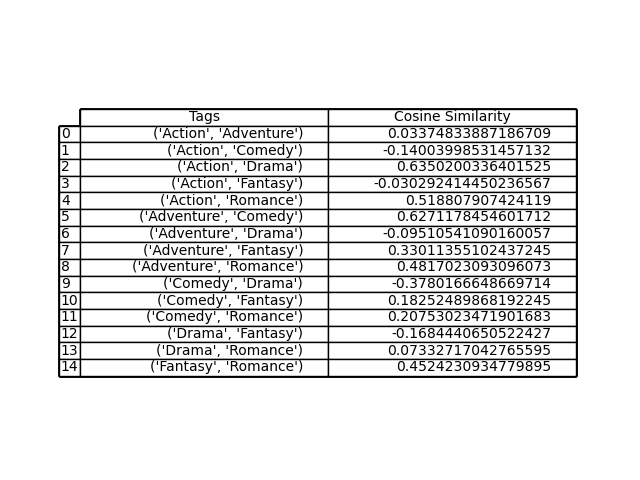 Tags Cosine Similarity
0 ('Action', 'Adventure') 0.03374833887186709
1 ('Action', 'Comedy') -0.14003998531457132
2 ('Action', 'Drama') 0.6350200336401525
3 ('Action', 'Fantasy') -0.030292414450236567
4 ('Action', 'Romance') 0.518807907424119
5 ('Adventure', 'Comedy') 0.6271178454601712
6 ('Adventure', 'Drama') -0.09510541090160057
7 ('Adventure', 'Fantasy') 0.33011355102437245
8 ('Adventure', 'Romance') 0.4817023093096073
9 ('Comedy', 'Drama') -0.3780166648669714
10 ('Comedy', 'Fantasy') 0.18252489868192245
11 ('Comedy', 'Romance') 0.20753023471901683
12 ('Drama', 'Fantasy') -0.1684440650522427
13 ('Drama', 'Romance') 0.07332717042765595
14 ('Fantasy', 'Romance') 0.4524230934779895